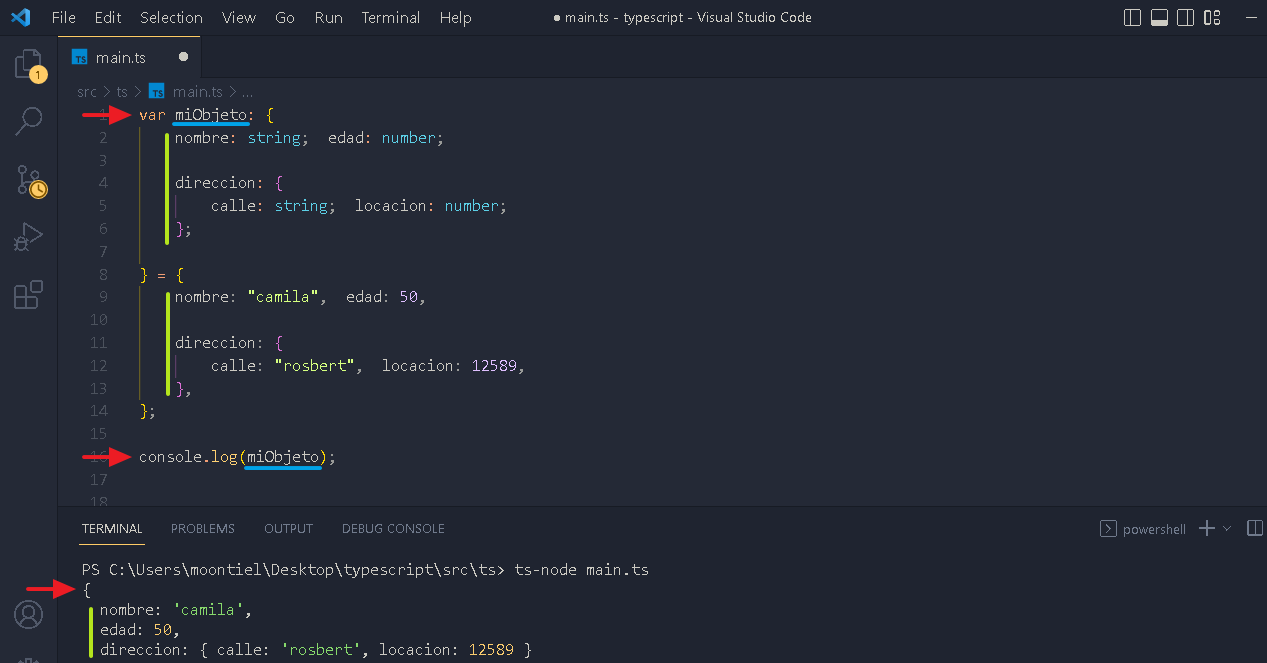 File Edit Selection View Go Run Terminal Help ● main.ts - typescript - Visual Studio Code
TS main.ts ●
1
src > ts > TS main.ts > ...
1 var miObjeto: {
2 nombre: string; edad: number;
3
4 direccion: {
5 calle: string; locacion: number;
6 };
7
8 } = {
9 nombre: "camila", edad: 50,
10
11 direccion: {
12 calle: "rosbert", locacion: 12589,
13 },
14 };
15
16 console.log(miObjeto);
17
18
TERMINAL PROBLEMS OUTPUT DEBUG CONSOLE powershell
PS C:\Users\moontiel\Desktop\typescript\src\ts> ts-node main.ts
{
nombre: 'camila',
edad: 50,
direccion: { calle: 'rosbert', locacion: 12589 }